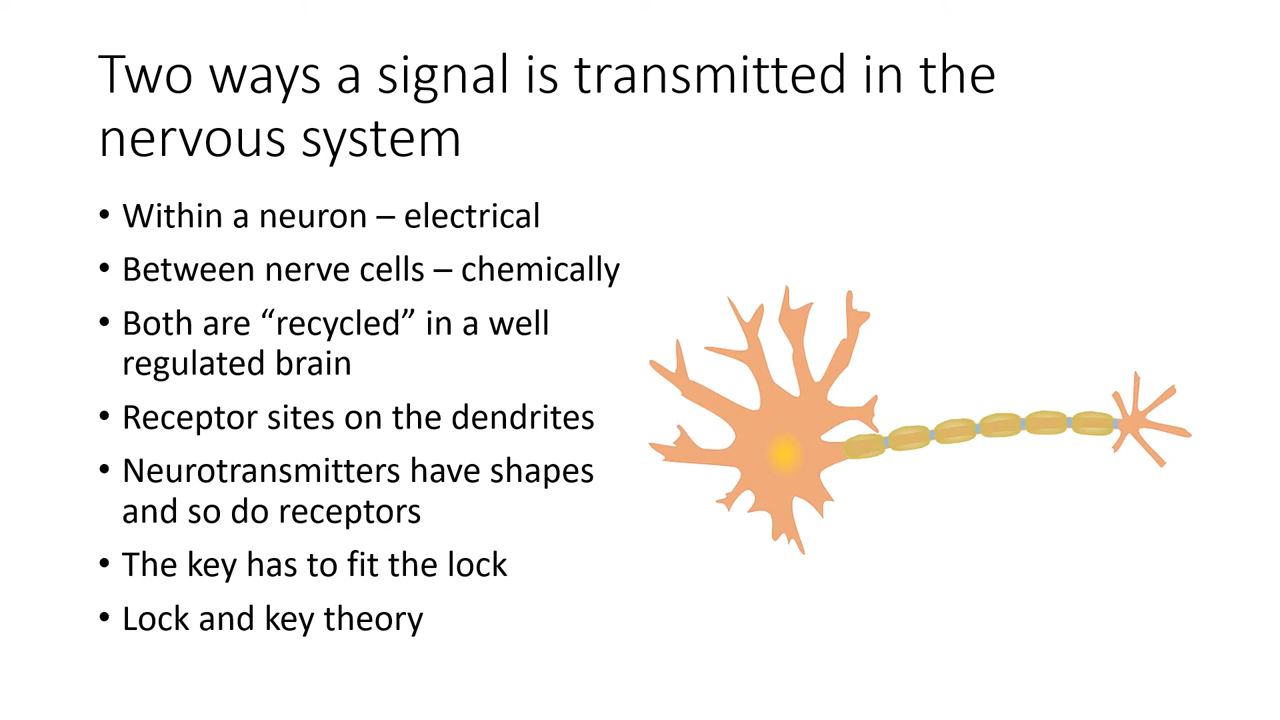 Two ways a signal is transmitted in the
nervous system
• Within a neuron – electrical
• Between nerve cells – chemically
• Both are “recycled” in a well
regulated brain
• Receptor sites on the dendrites
• Neurotransmitters have shapes
and so do receptors
• The key has to fit the lock
• Lock and key theory